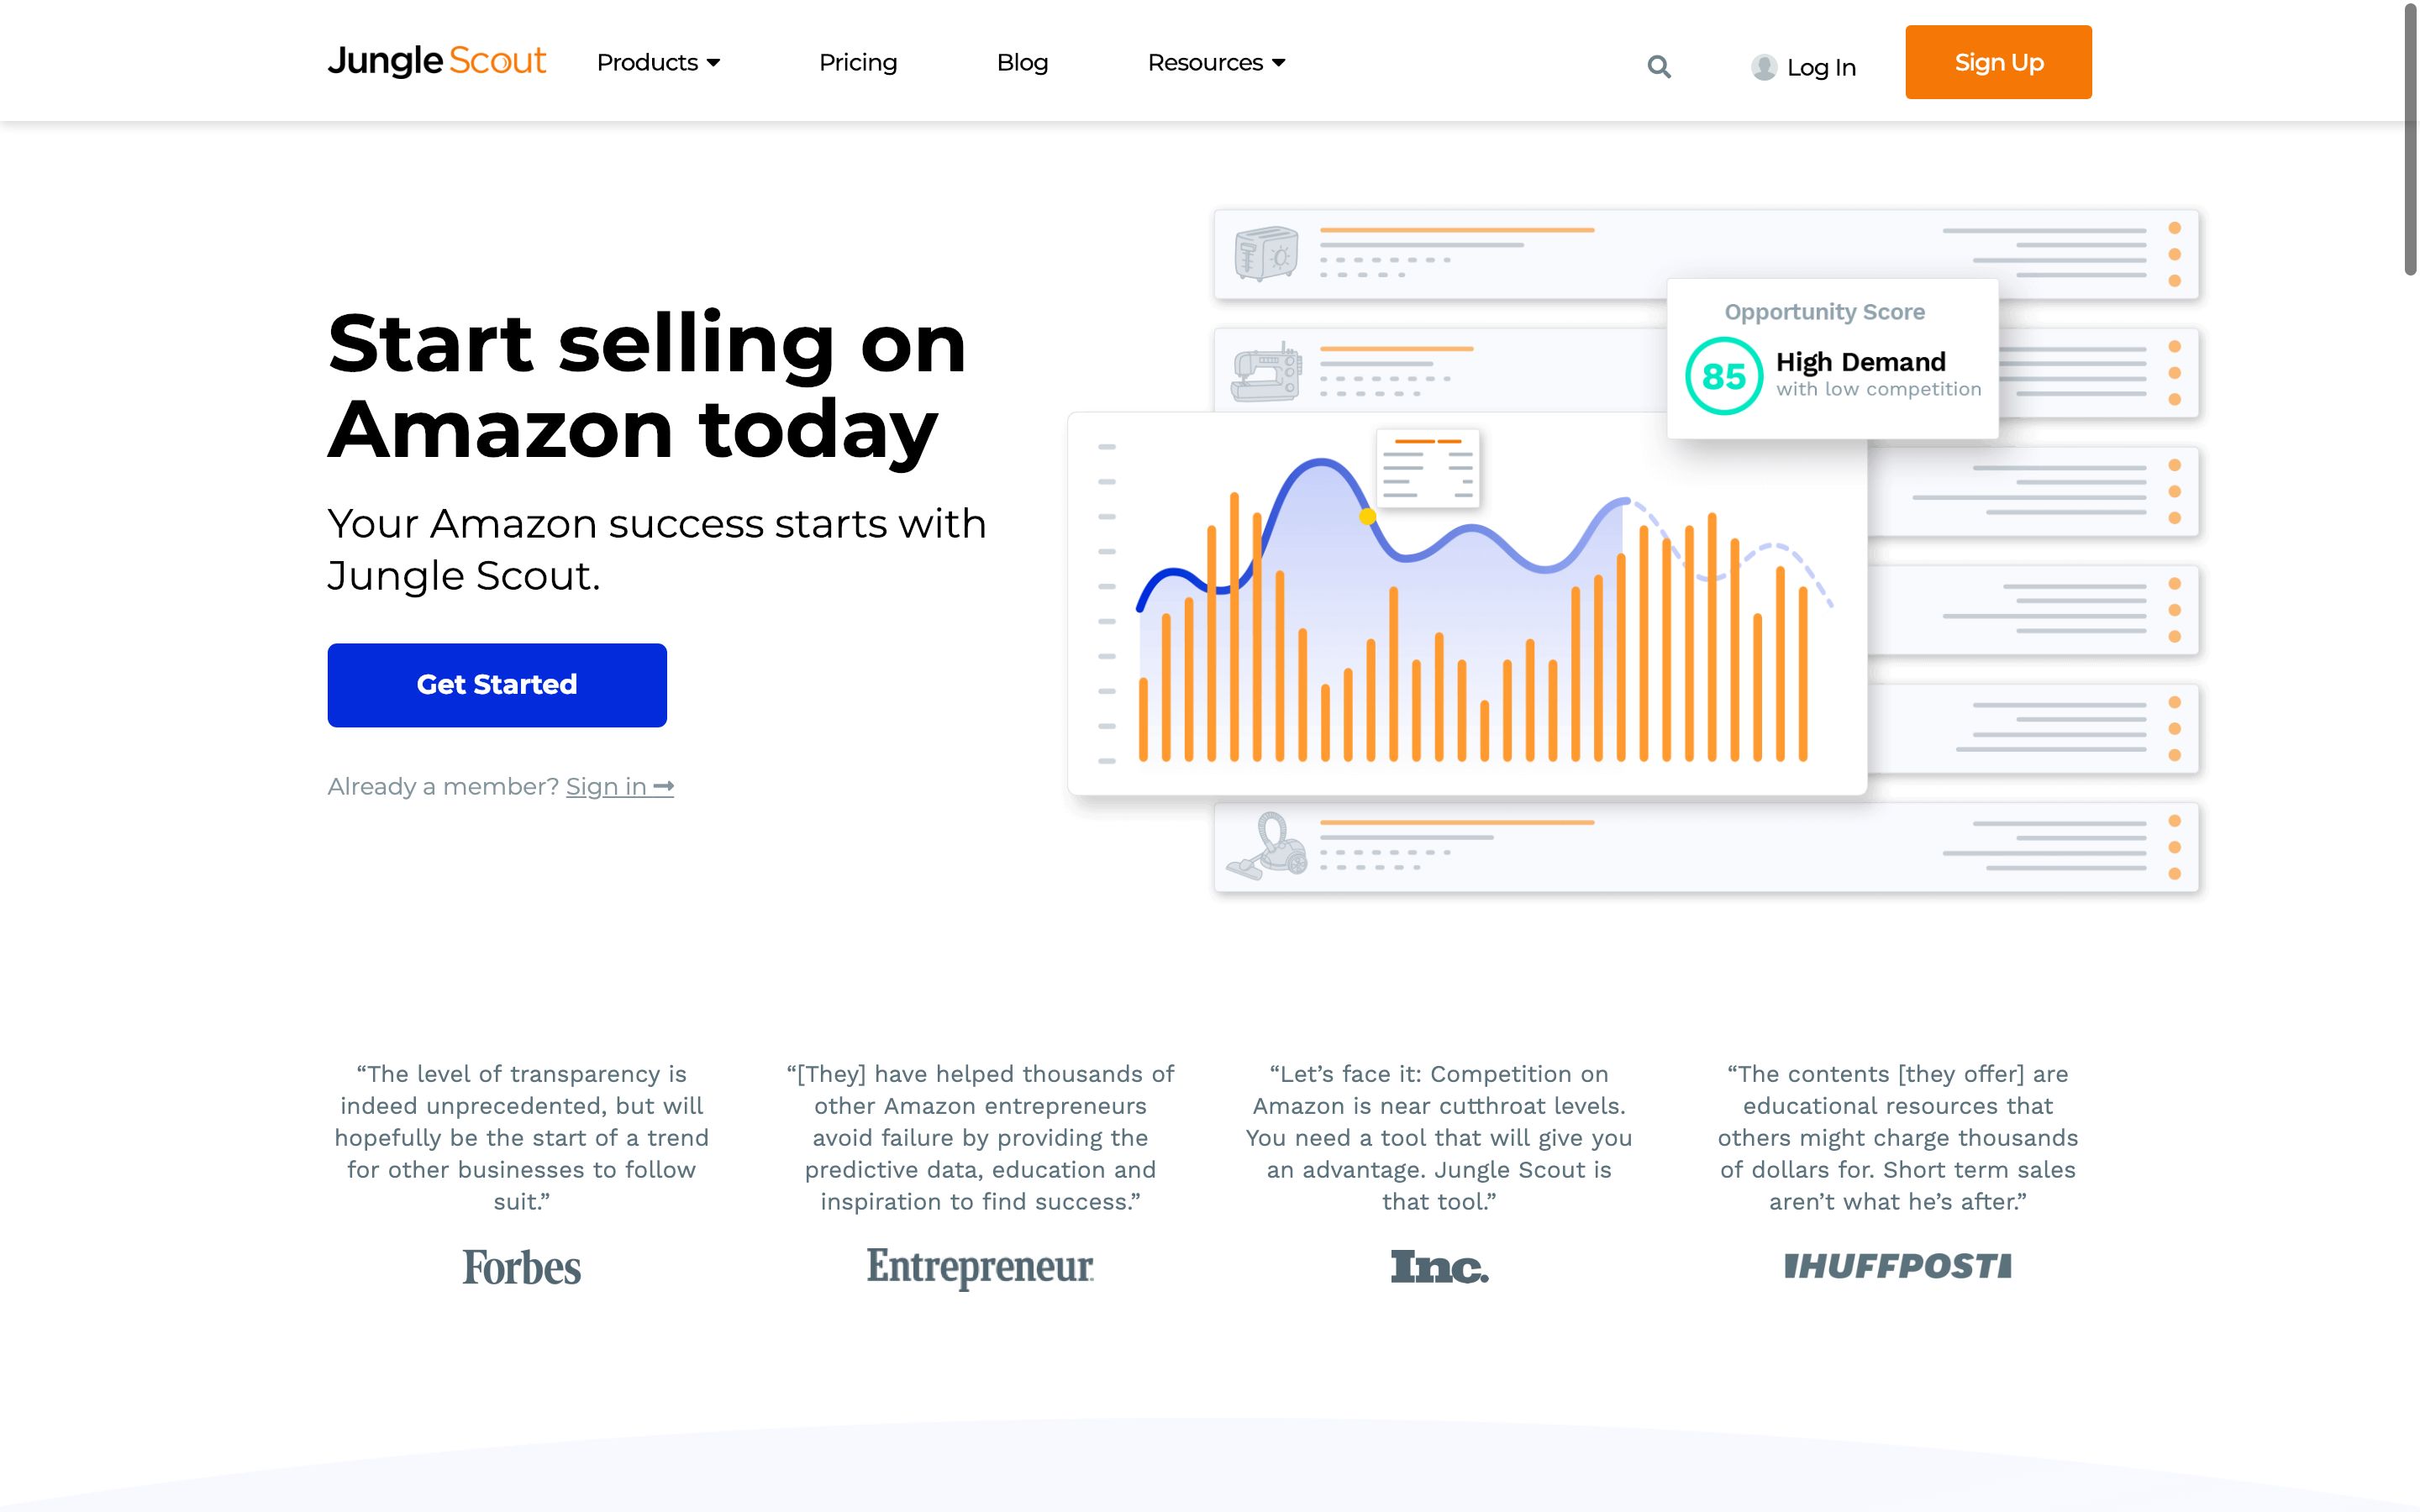 Jungle Scout
Products
Pricing
Blog
Resources
Log In
Sign Up
Start selling on
Amazon today
Your Amazon success starts with
Jungle Scout.
Get Started
Already a member? Sign in
Opportunity Score
85
High Demand
with low competition
“The level of transparency is
indeed unprecedented, but will
hopefully be the start of a trend
for other businesses to follow
suit.”
Forbes
“[They] have helped thousands of
other Amazon entrepreneurs
avoid failure by providing the
predictive data, education and
inspiration to find success.”
Entrepreneur
“Let’s face it: Competition on
Amazon is near cutthroat levels.
You need a tool that will give you
an advantage. Jungle Scout is
that tool.”
Inc.
“The contents [they offer] are
educational resources that
others might charge thousands
of dollars for. Short term sales
aren’t what he’s after.”
HUFFPOST